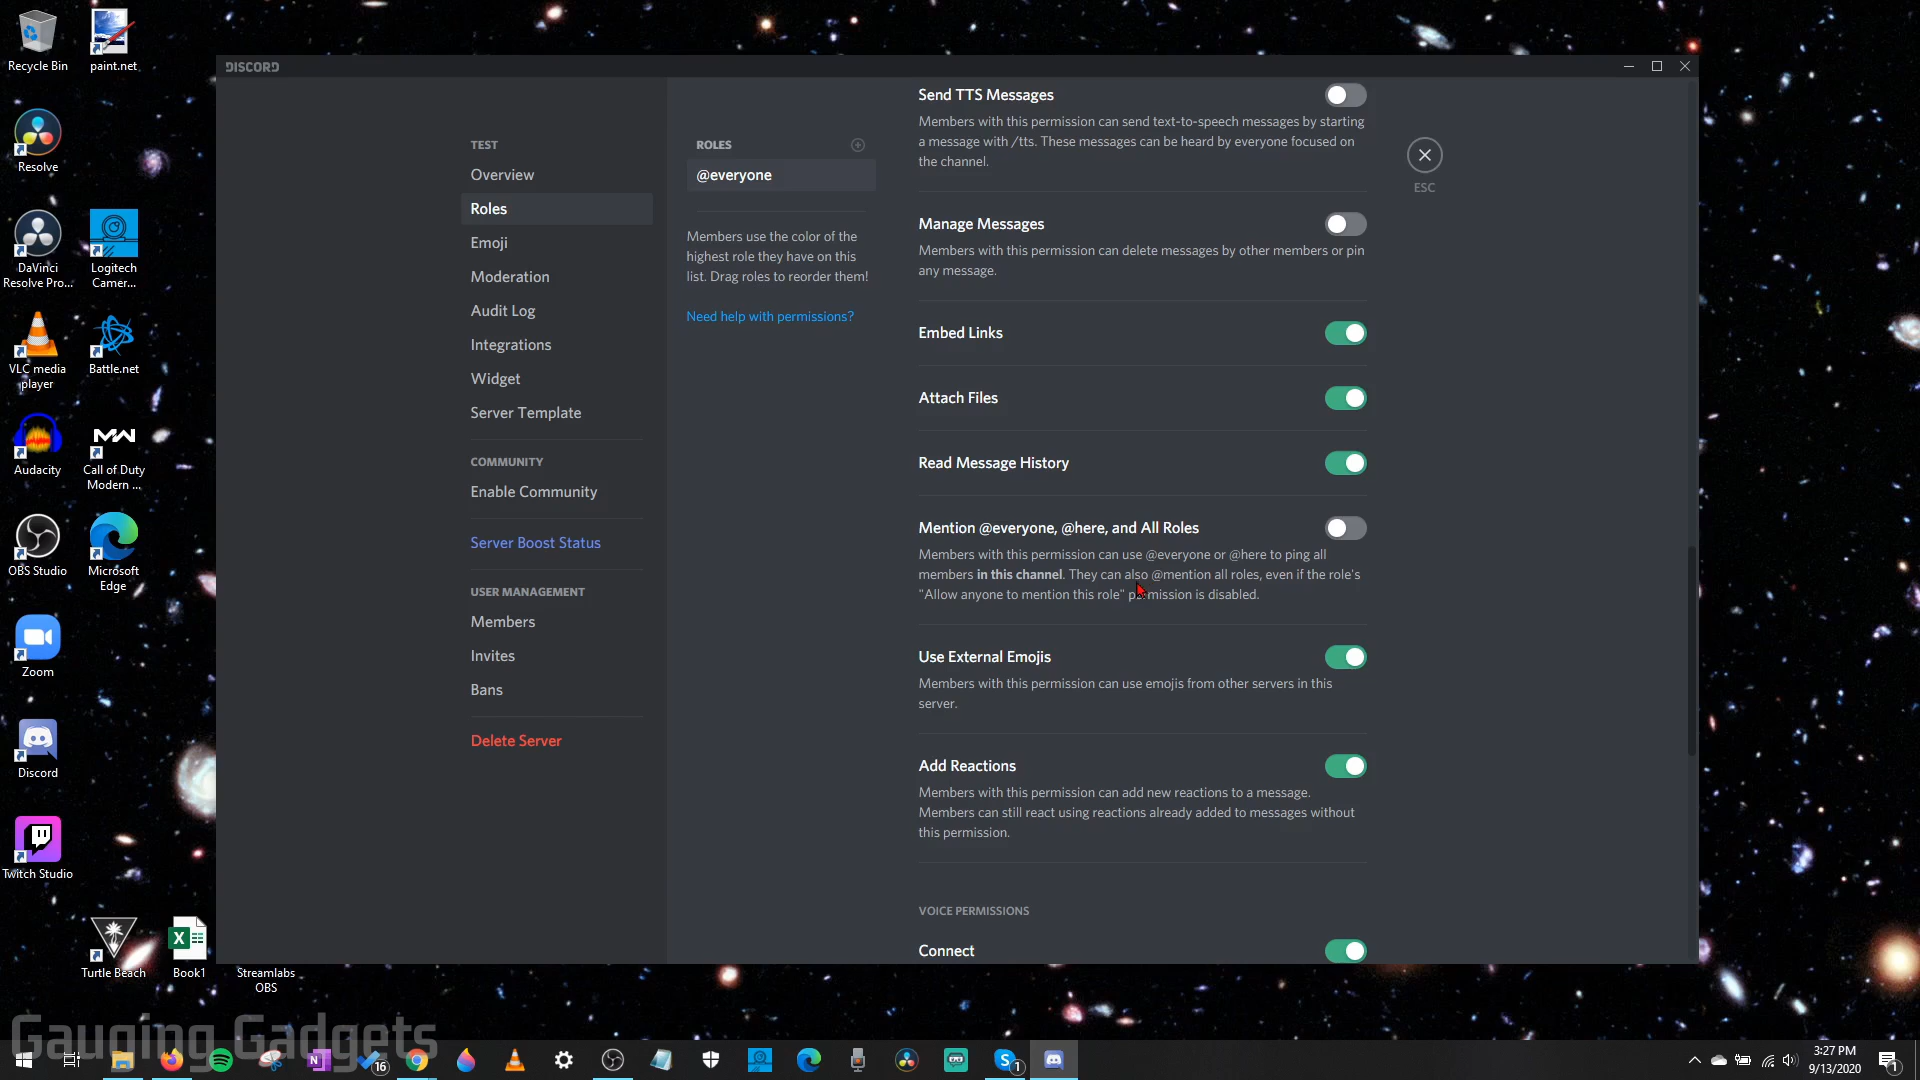 Recycle Bin
paint.net
Resolve
DaVinci
Resolve Pro...
Logitech
Camer...
VLC media
player
Battle.net
Audacity
Call of Duty
Modern ...
OBS Studio
Microsoft
Edge
Zoom
Discord
Twitch Studio
Turtle Beach
Book1
Streamlabs
OBS
DISCORD
TEST
Overview
Roles
Emoji
Moderation
Audit Log
Integrations
Widget
Server Template
COMMUNITY
Enable Community
Server Boost Status
USER MANAGEMENT
Members
Invites
Bans
Delete Server
ROLES
@everyone
Members use the color of the
highest role they have on this
list. Drag roles to reorder them!
Need help with permissions?
Send TTS Messages
Members with this permission can send text-to-speech messages by starting
a message with /tts. These messages can be heard by everyone focused on
the channel.
Manage Messages
Members with this permission can delete messages by other members or pin
any message.
Embed Links
Attach Files
Read Message History
Mention @everyone, @here, and All Roles
Members with this permission can use @everyone or @here to ping all
members in this channel. They can also @mention all roles, even if the role's
"Allow anyone to mention this role" permission is disabled.
Use External Emojis
Members with this permission can use emojis from other servers in this
server.
Add Reactions
Members with this permission can add new reactions to a message.
Members can still react using reactions already added to messages without
this permission.
VOICE PERMISSIONS
Connect
ESC
Gauging Gadgets
16
1
3:27 PM
9/13/2020
1